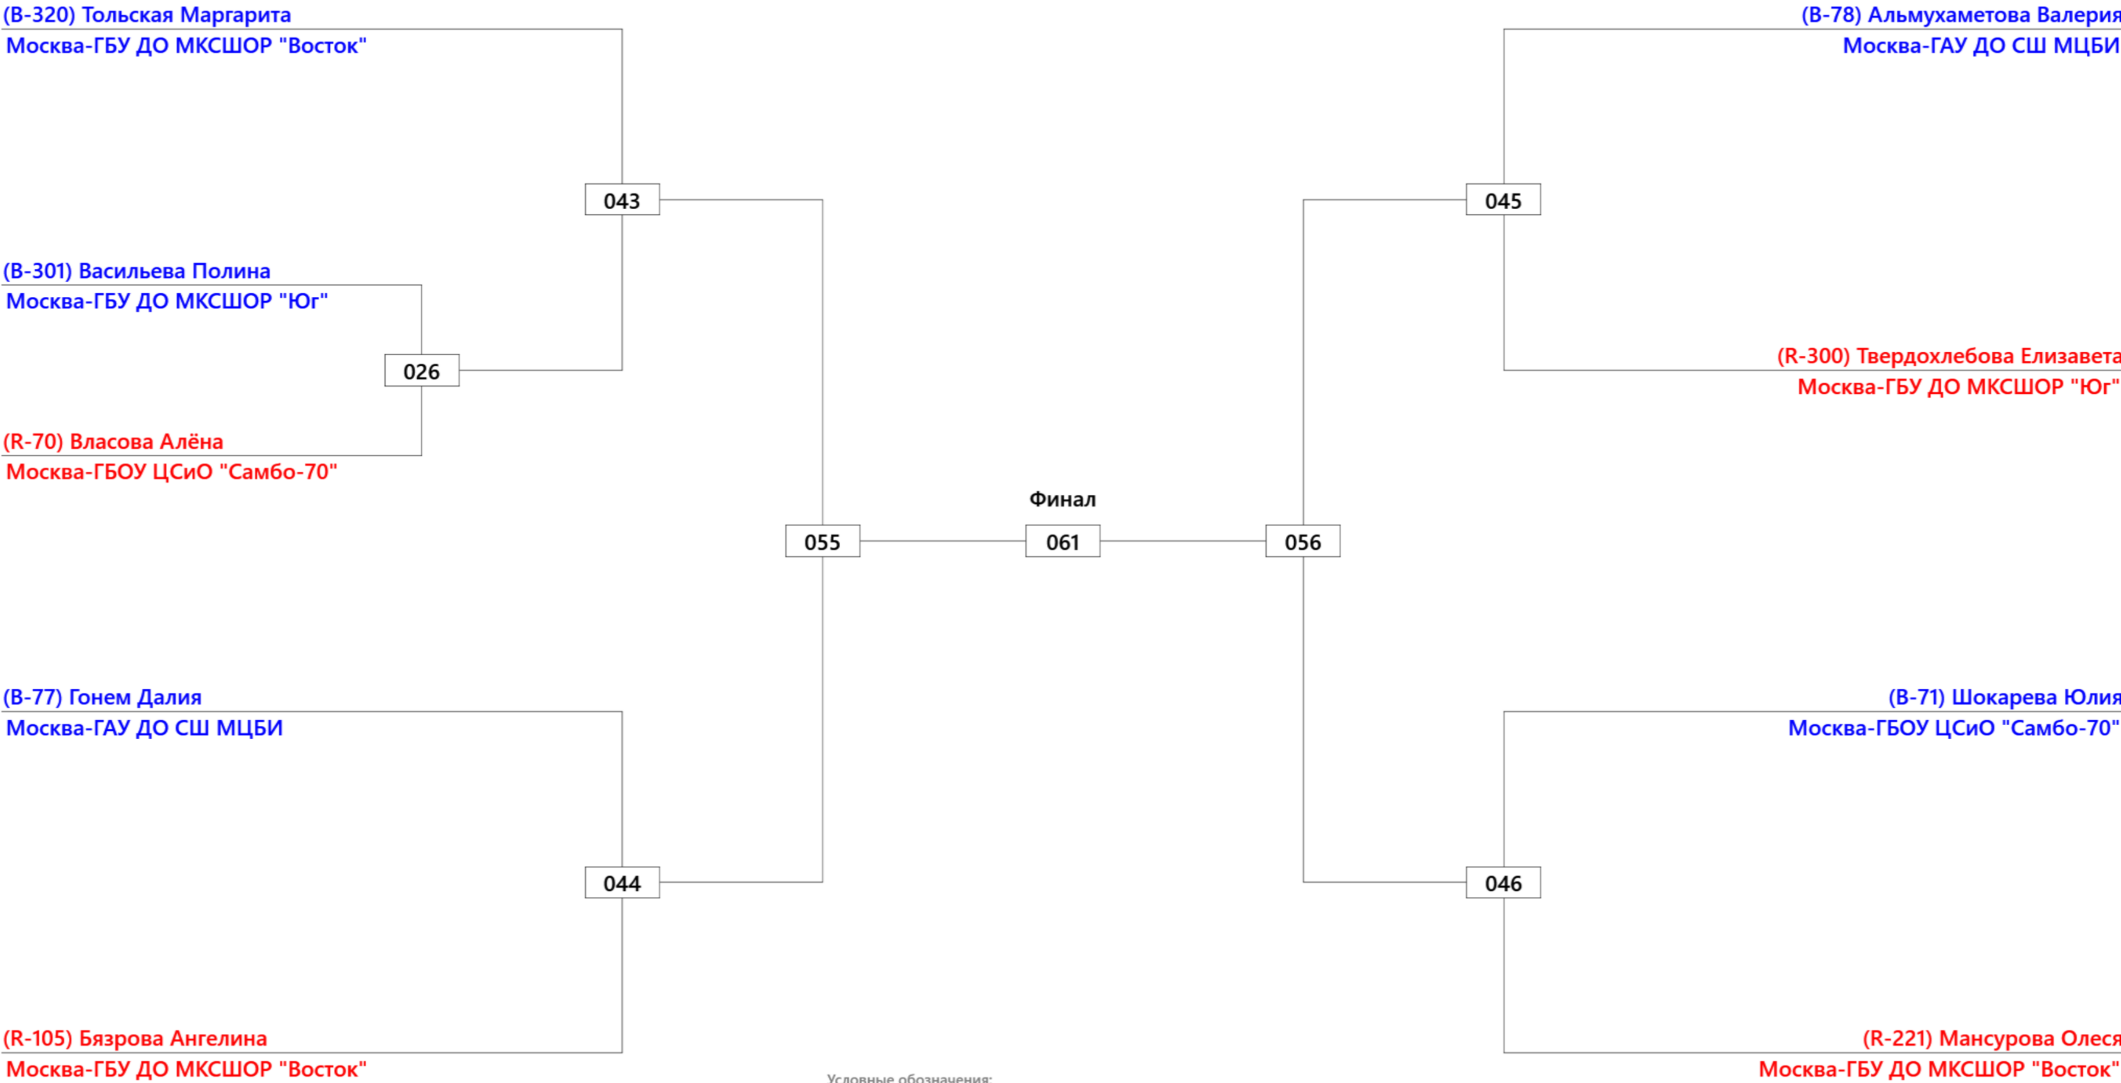 (B-320) Тольская Маргарита
Москва-ГБУ ДО МКСШОР "Восток"
(B-78) Альмухаметова Валерия
Москва-ГАУ ДО СШ МЦБИ
043
045
(B-301) Васильева Полина
Москва-ГБУ ДО МКСШОР "Юг"
026
(R-300) Твердохлебова Елизавета
Москва-ГБУ ДО МКСШОР "Юг"
(R-70) Власова Алёна
Москва-ГБОУ ЦСиО "Самбо-70"
Финал
055
061
056
(B-77) Гонем Далия
Москва-ГАУ ДО СШ МЦБИ
(B-71) Шокарева Юлия
Москва-ГБОУ ЦСиО "Самбо-70"
044
046
(R-105) Бязрова Ангелина
Москва-ГБУ ДО МКСШОР "Восток"
(R-221) Мансурова Олеся
Москва-ГБУ ДО МКСШОР "Восток"
Условные обозначения: